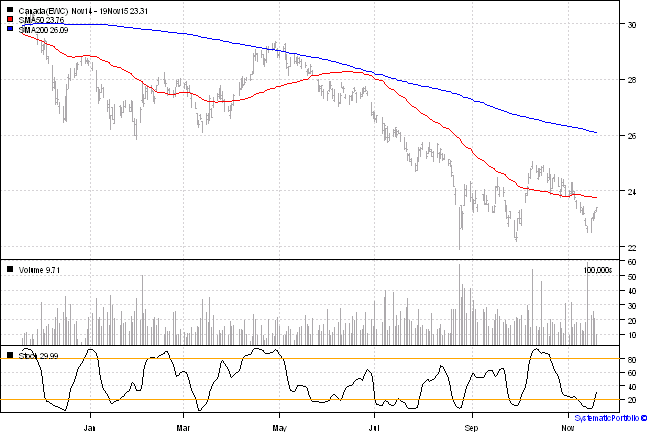 Canada(EWC) Nov14 - 19Nov15 23.31
SMA50 23.76
SMA200 26.09
30
28
26
24
22
Volume 9.71
100,000s
60
50
40
30
20
10
Stoch 29.99
80
60
40
20
Jan Mar May Jul Sep Nov
SystematicPortfolio ©